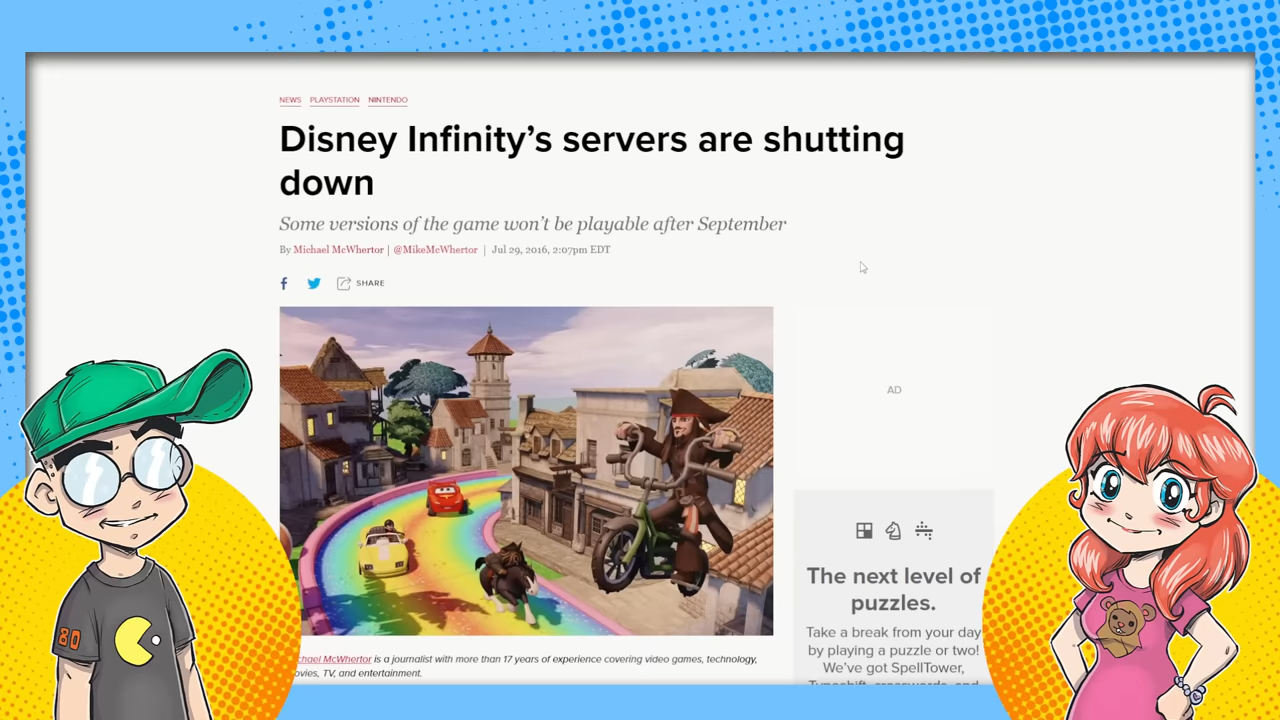 NEWS PLAYSTATION NINTENDO
Disney Infinity’s servers are shutting
down
Some versions of the game won’t be playable after September
By Michael McWhertor | @MikeMcWhertor | Jul 29, 2016, 2:07pm EDT
f SHARE
AD
The next level of
puzzles.
Take a break from your day
by playing a puzzle or two!
We’ve got SpellTower,
Typeshift, crosswords, and
McWhertor is a journalist with more than 17 years of experience covering video games, technology,
TV, and entertainment.
80